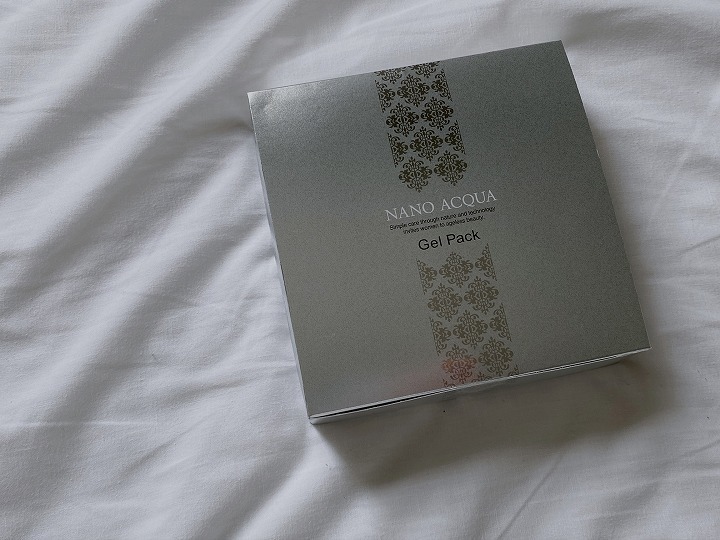 NANO ACQUA
Simple care through nature and technology
invites women to ageless beauty.
Gel Pack